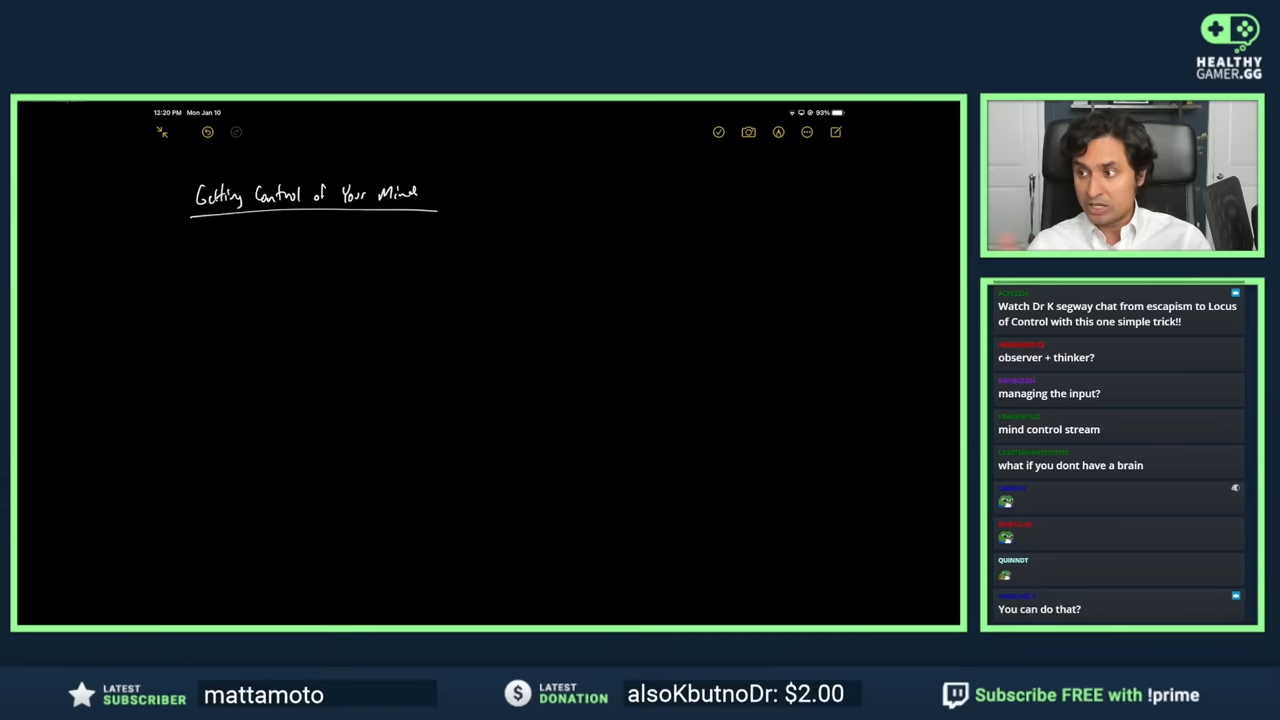 HEALTHY
GAMER.GG
12:20 PM Mon Jan 10
93%
Getting Control of Your Mind
Watch Dr K segway chat from escapism to Locus
of Control with this one simple trick!!
observer + thinker?
managing the input?
mind control stream
what if you dont have a brain
QUINNDT
You can do that?
LATEST
SUBSCRIBER
mattamoto
LATEST
DONATION
alsoKbutnoDr: $2.00
Subscribe FREE with !prime